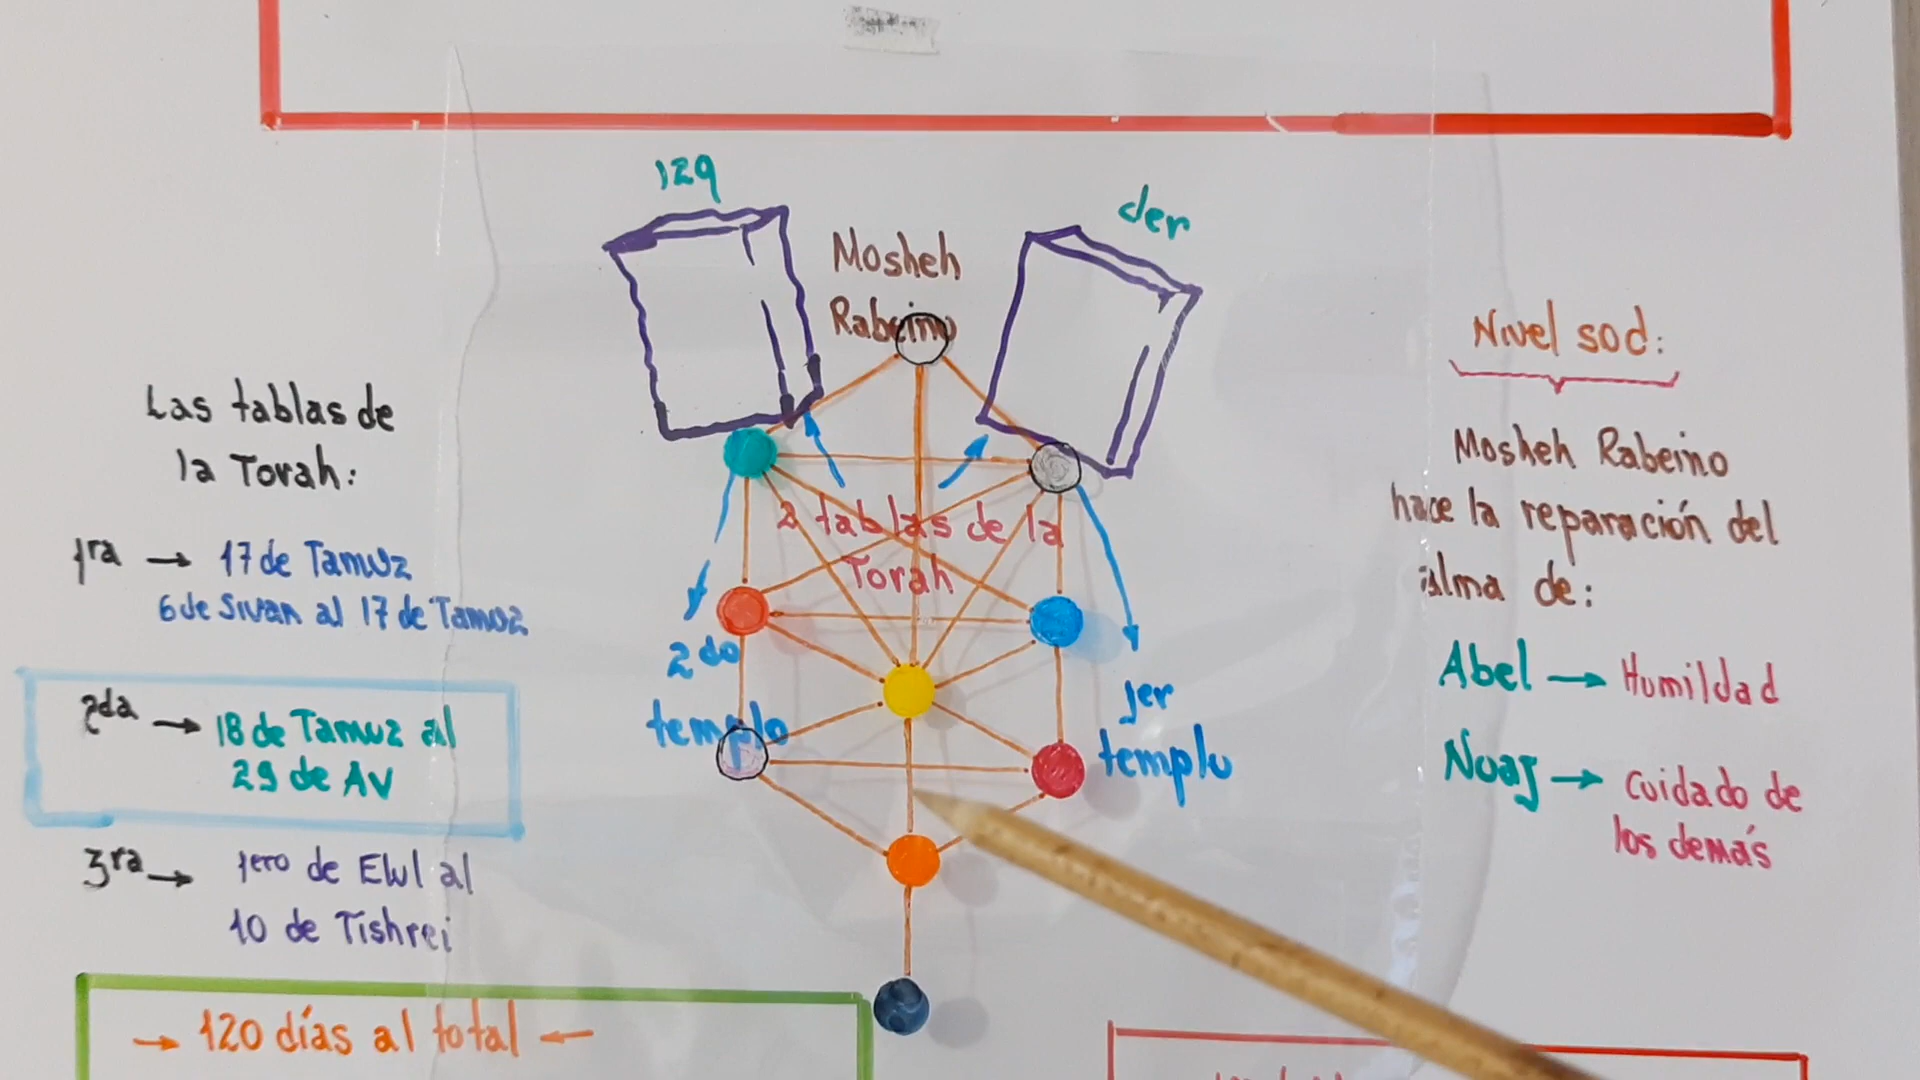 Las tablas de
la Torah:
1ra → 17 de Tamuz
6 de Sivan al 17 de Tamuz
2da → 18 de Tamuz al
29 de Av
3ra → 1ero de Elul al
10 de Tishrei
→ 120 días al total ←
izq
der
Mosheh
Rabeino
2 tablas de la
Torah
2do
templo
1er
templo
Nivel sod:
Mosheh Rabeino
hace la reparación del
alma de:
Abel → Humildad
Noaj → Cuidado de
los demás